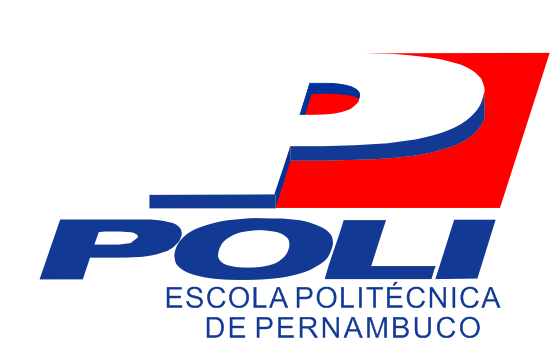 P
POLI
ESCOLA POLITÉCNICA
DE PERNAMBUCO